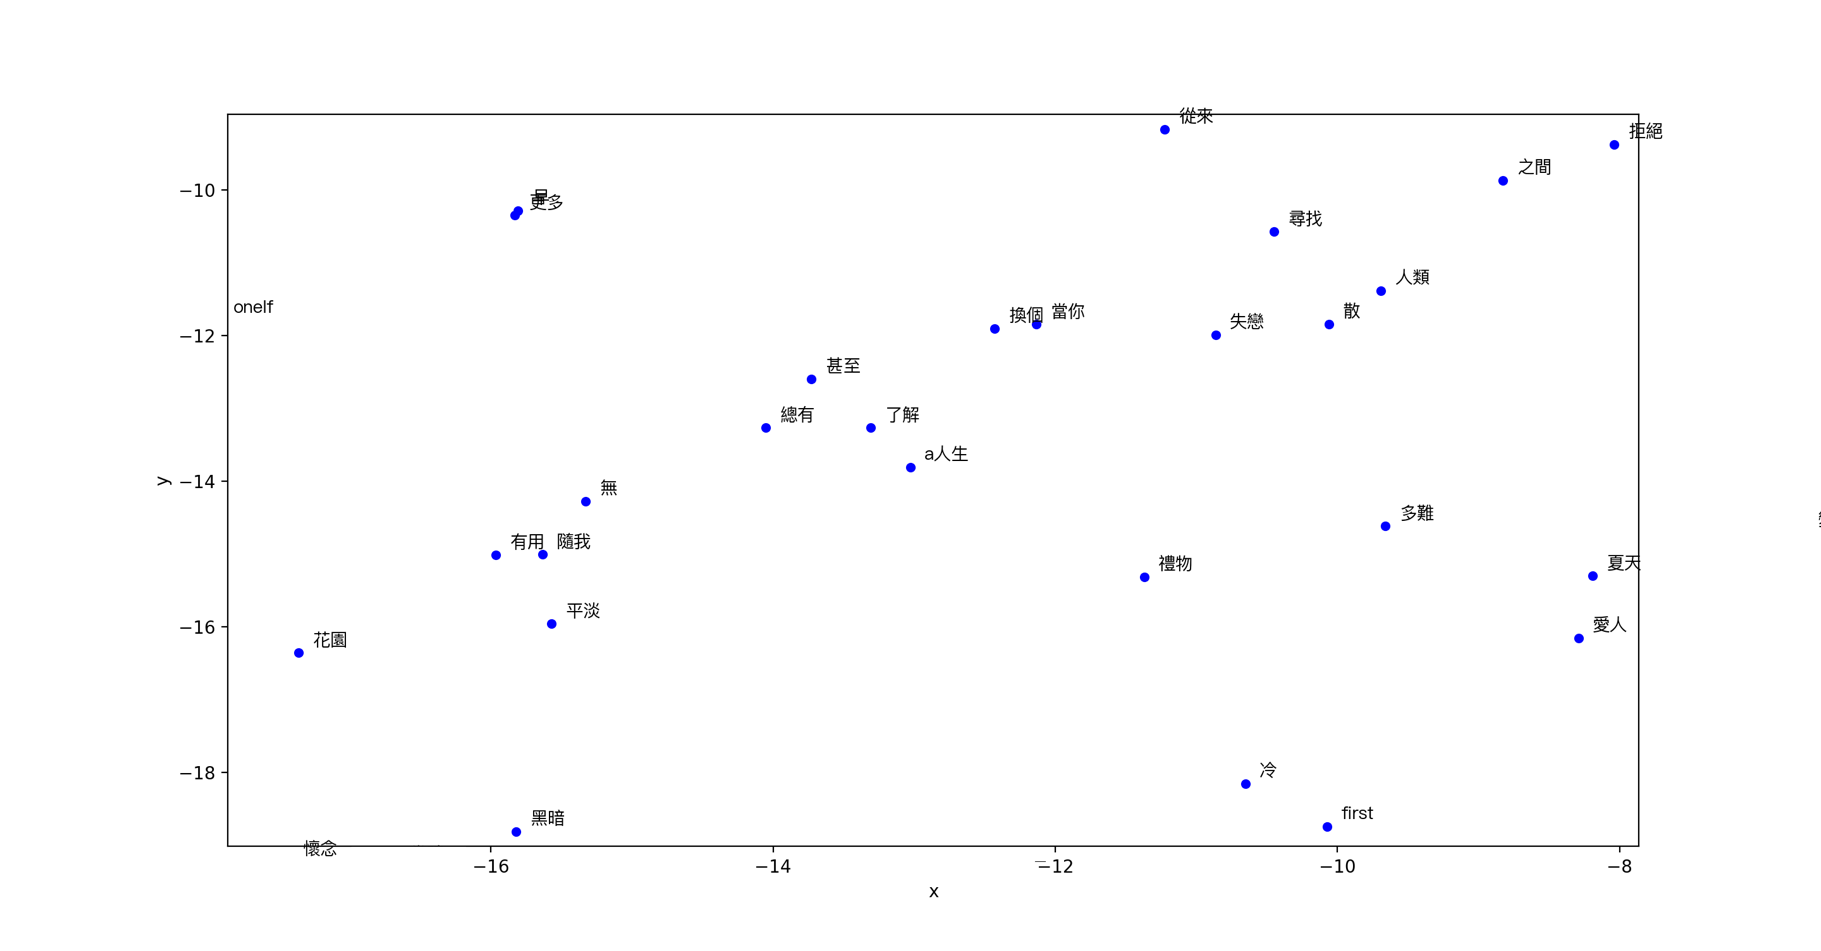 從來
拒絕
之間
−10
更多
尋找
人類
onelf
換個
當你
散
失戀
−12
甚至
總有
了解
a人生
y
−14
無
多難
有用
隨我
禮物
夏天
平淡
愛人
−16
花園
冷
−18
first
黑暗
懷念
−16
−14
−12
−10
−8
x